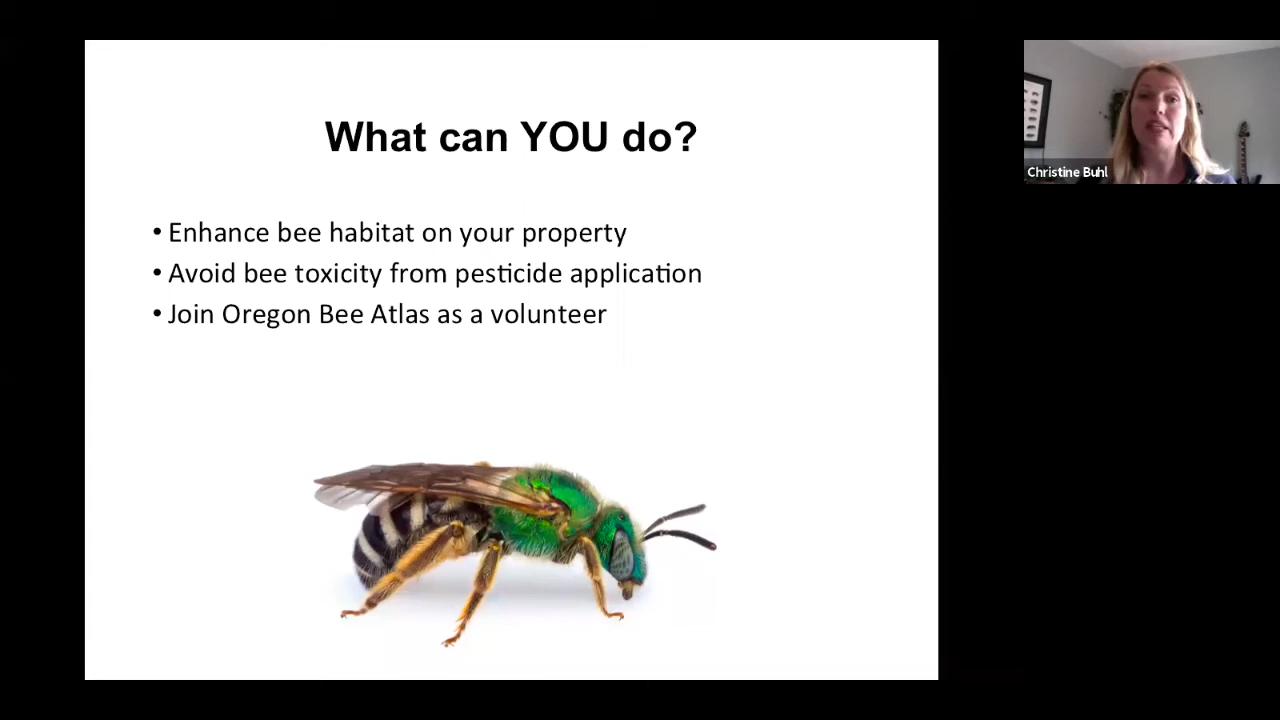 What can YOU do?
• Enhance bee habitat on your property
• Avoid bee toxicity from pesticide application
• Join Oregon Bee Atlas as a volunteer
Christine Buhl